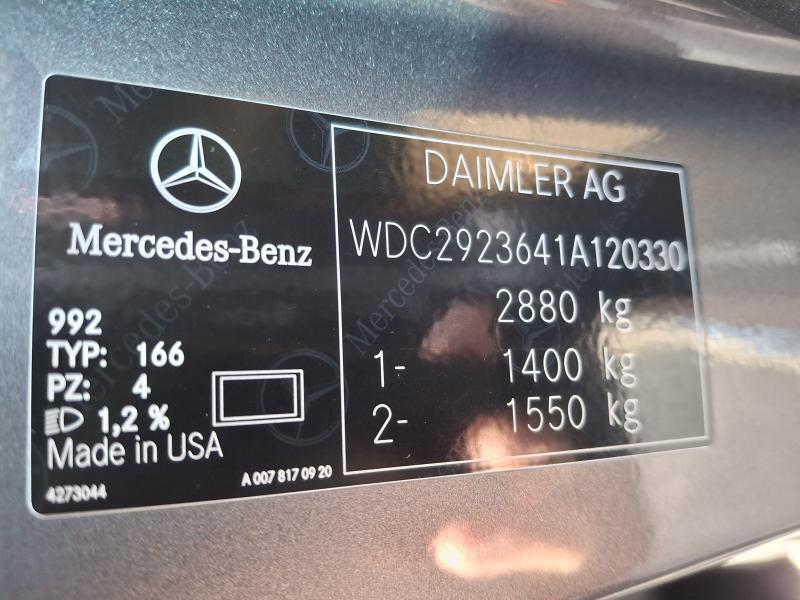 Mercedes-Benz
992
TYP: 166
PZ: 4
1,2 %
Made in USA
4273044
A 007 817 09 20
DAIMLER AG
WDC2923641A120330
2880 kg
1- 1400 kg
2- 1550 kg